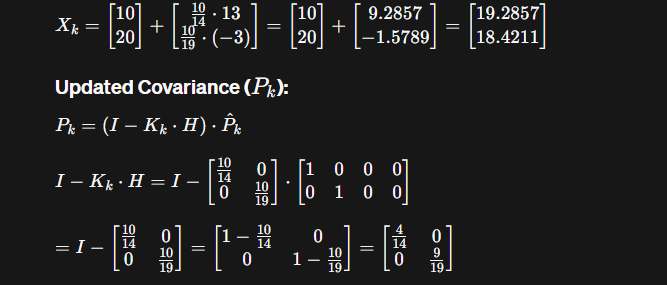 X_k = [10; 20] + [10/14 · 13; 10/19 · (−3)] = [10; 20] + [9.2857; −1.5789] = [19.2857; 18.4211]
Updated Covariance (P_k):
P_k = (I − K_k · H) · P̂_k
I − K_k · H = I − [10/14 0; 0 10/19] · [1 0 0 0; 0 1 0 0]
= I − [10/14 0; 0 10/19] = [1 − 10/14 0; 0 1 − 10/19] = [4/14 0; 0 9/19]